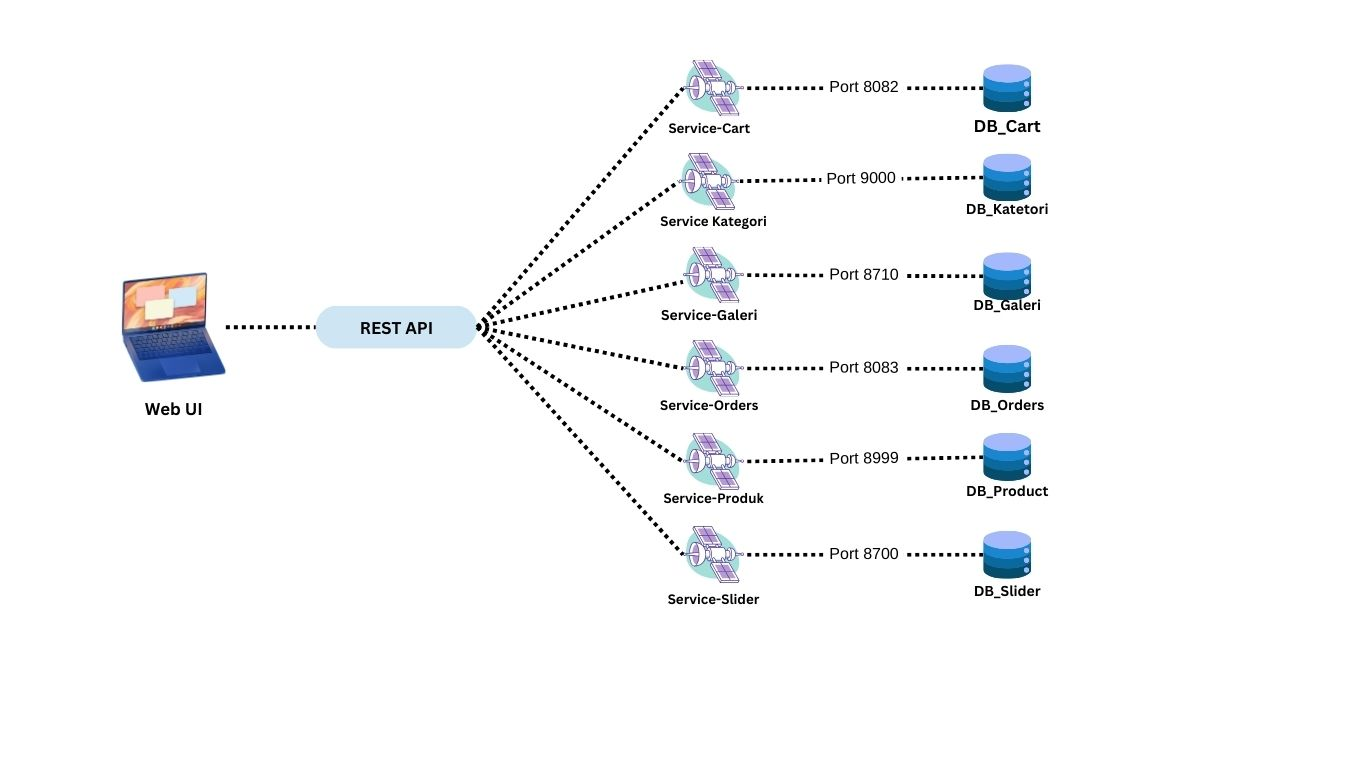 Port 8082
Service-Cart
DB_Cart
Port 9000
Service Kategori
DB_Katetori
Port 8710
Service-Galeri
DB_Galeri
Web UI
REST API
Port 8083
Service-Orders
DB_Orders
Port 8999
Service-Produk
DB_Product
Port 8700
Service-Slider
DB_Slider